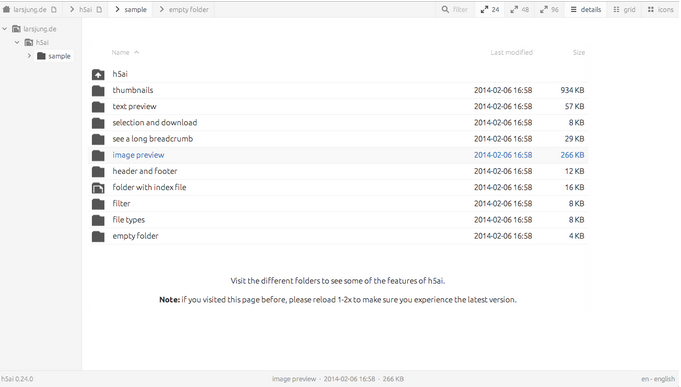 larsjung.de h5ai sample empty folder Filter 24 48 96 details grid icons
larsjung.de
h5ai
sample
Name Last modified Size
h5ai
thumbnails 2014-02-06 16:58 934 KB
text preview 2014-02-06 16:58 57 KB
selection and download 2014-02-06 16:58 8 KB
see a long breadcrumb 2014-02-06 16:58 29 KB
image preview 2014-02-06 16:58 266 KB
header and footer 2014-02-06 16:58 12 KB
folder with index file 2014-02-06 16:58 16 KB
filter 2014-02-06 16:58 8 KB
file types 2014-02-06 16:58 8 KB
empty folder 2014-02-06 16:58 4 KB
Visit the different folders to see some of the features of h5ai.
Note: if you visited this page before, please reload 1-2x to make sure you experience the latest version.
h5ai 0.24.0 image preview · 2014-02-06 16:58 · 266 KB en - english